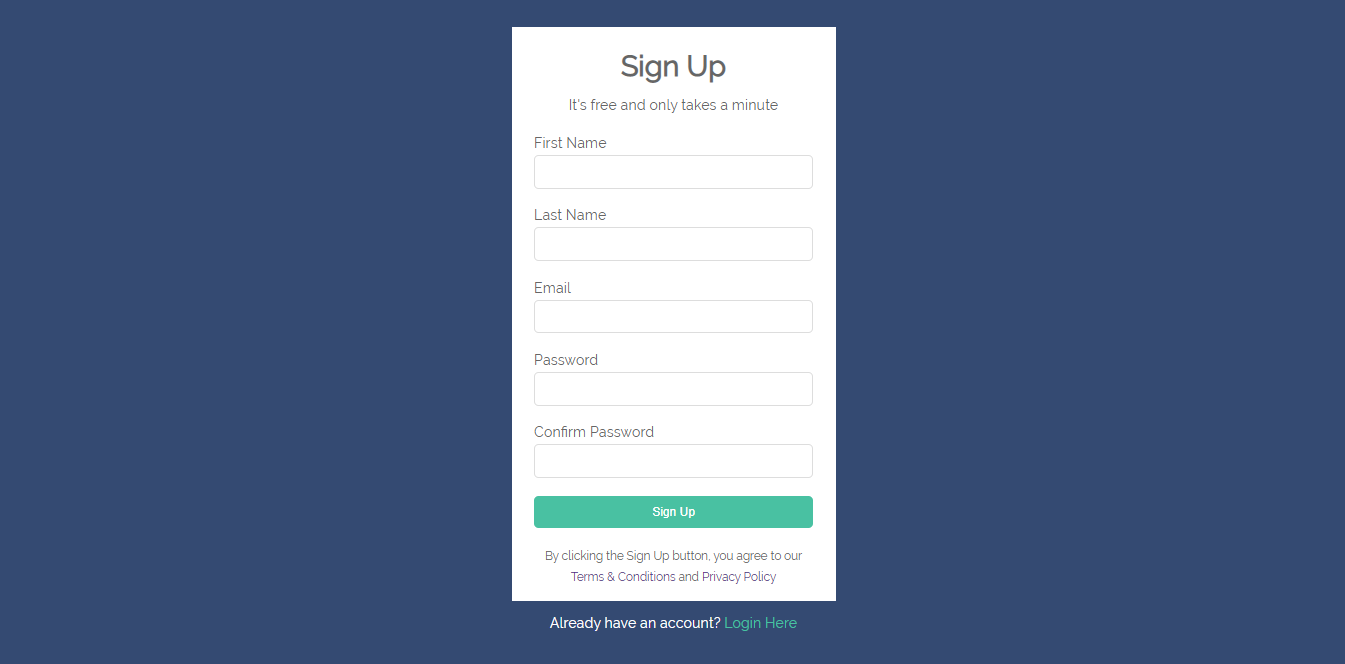 Sign Up
It's free and only takes a minute
First Name
Last Name
Email
Password
Confirm Password
Sign Up
By clicking the Sign Up button, you agree to our
Terms & Conditions and Privacy Policy
Already have an account? Login Here